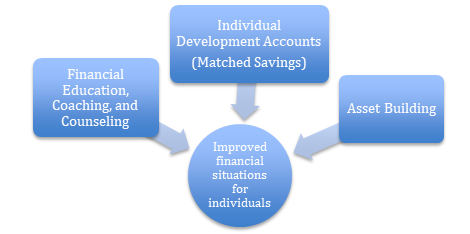 Individual
Development Accounts
(Matched Savings)
Financial
Education,
Coaching, and
Counseling
Asset Building
Improved
financial
situations
for
individuals